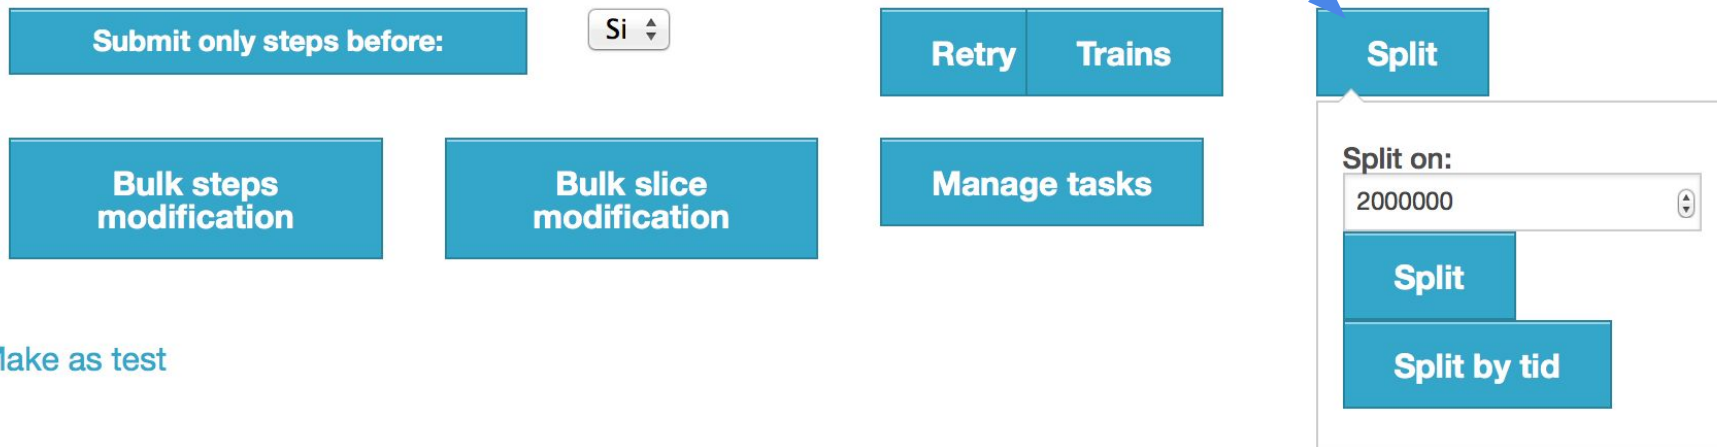 Submit only steps before:
Si
Retry
Trains
Split
Bulk steps
modification
Bulk slice
modification
Manage tasks
Split on:
2000000
Split
Split by tid
Make as test